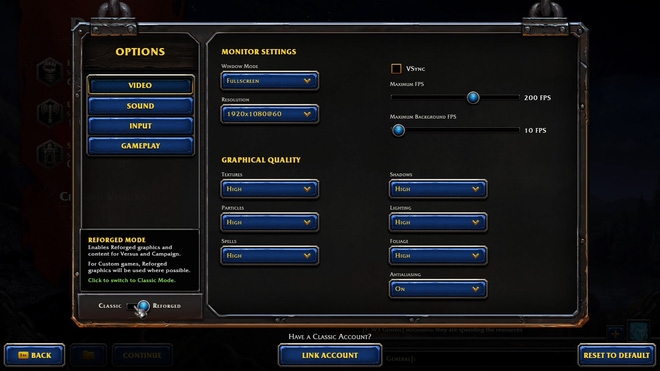 OPTIONS
VIDEO
SOUND
INPUT
GAMEPLAY
REFORGED MODE
Enables Reforged graphics and
content for Versus and Campaign.
For Custom games, Reforged
graphics will be used where possible.
Click to switch to Classic Mode.
Classic
Reforged
MONITOR SETTINGS
Window Mode
Fullscreen
Resolution
1920x1080@60
VSync
Maximum FPS
200 FPS
Maximum Background FPS
10 FPS
GRAPHICAL QUALITY
Textures
High
Shadows
High
Particles
High
Lighting
High
Spells
High
Foliage
High
Antialiasing
On
Have a Classic Account?
BACK
CONTINUE
LINK ACCOUNT
General]:
RESET TO DEFAULT